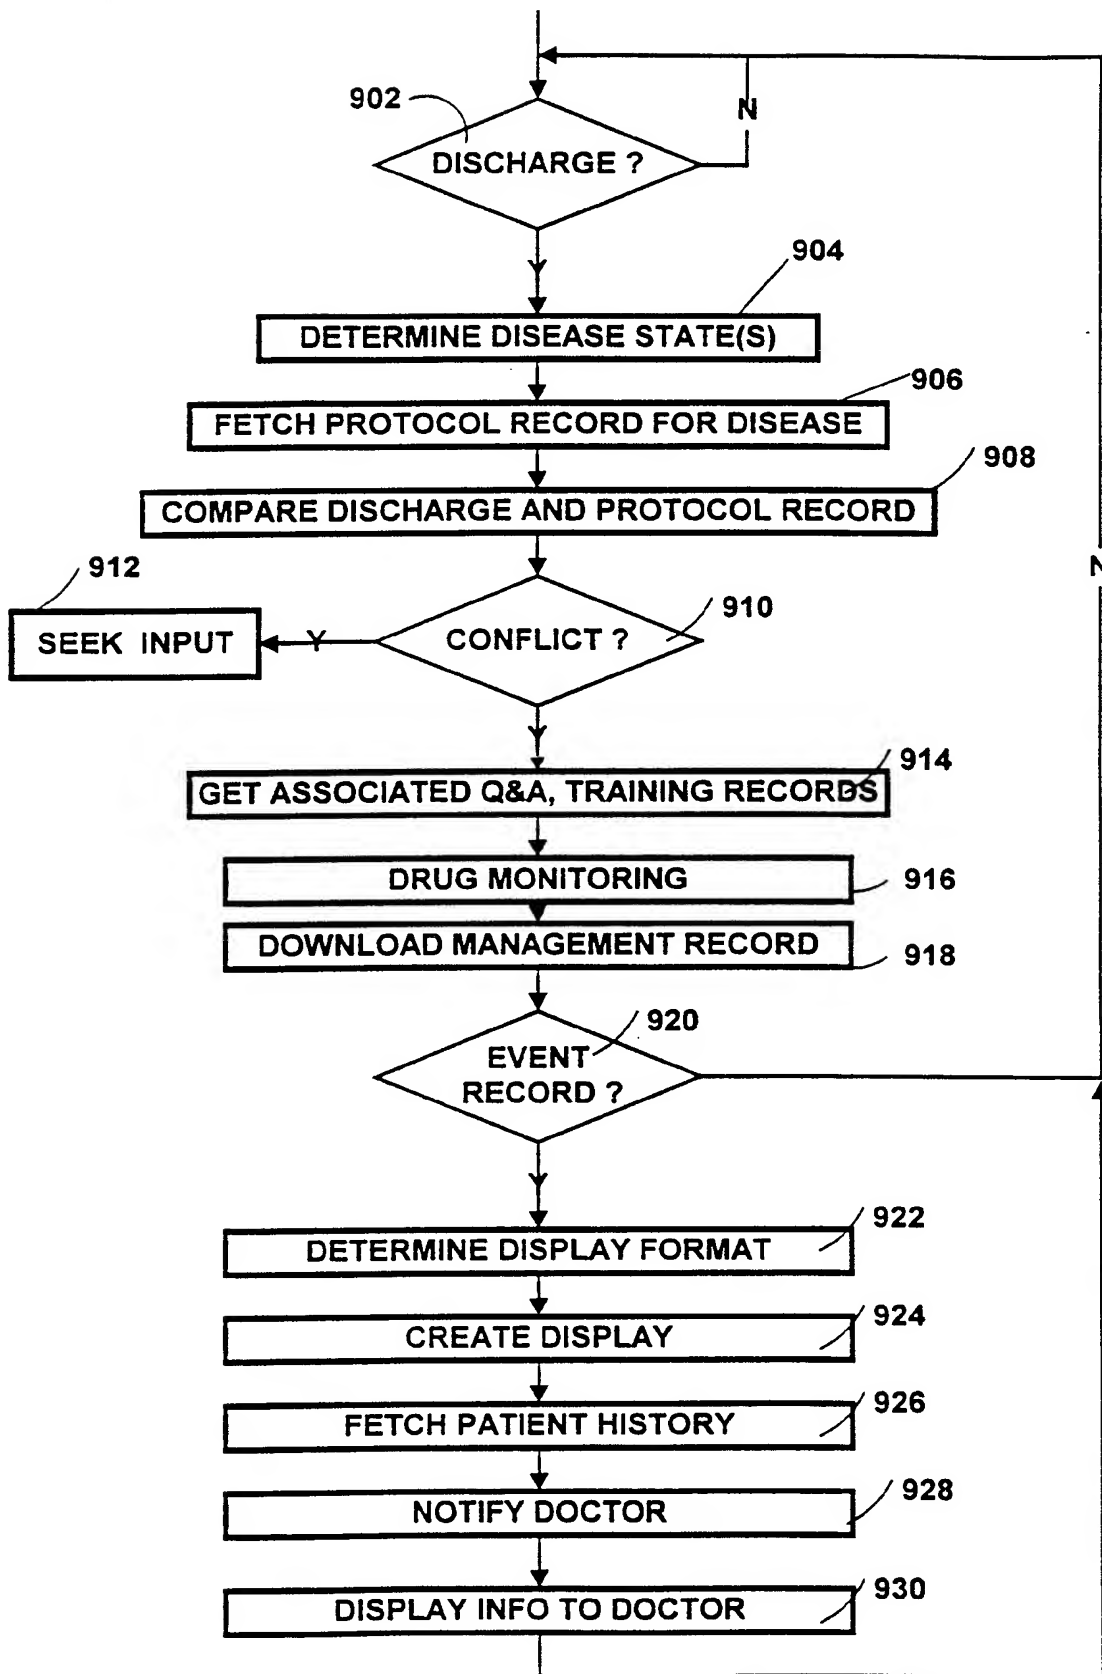 902
N
DISCHARGE ?
Y
904
DETERMINE DISEASE STATE(S)
906
FETCH PROTOCOL RECORD FOR DISEASE
908
COMPARE DISCHARGE AND PROTOCOL RECORD
N
912
910
SEEK INPUT
Y
CONFLICT ?
Y
914
GET ASSOCIATED Q&A, TRAINING RECORDS
DRUG MONITORING
916
DOWNLOAD MANAGEMENT RECORD
918
920
EVENT
RECORD ?
Y
922
DETERMINE DISPLAY FORMAT
924
CREATE DISPLAY
926
FETCH PATIENT HISTORY
928
NOTIFY DOCTOR
930
DISPLAY INFO TO DOCTOR